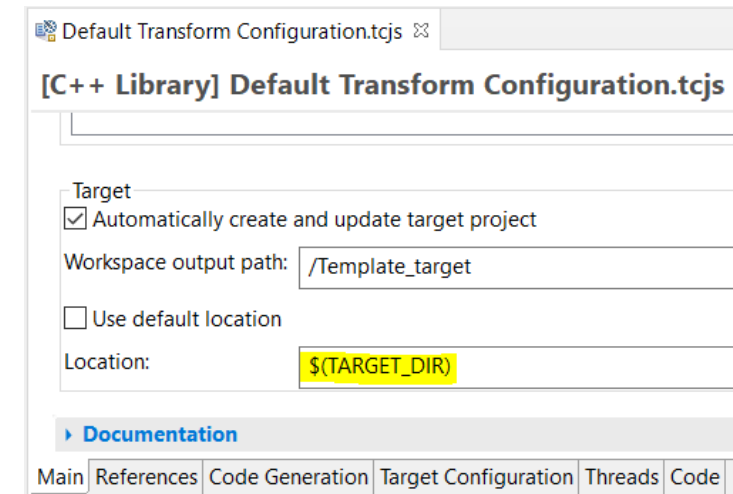 Default Transform Configuration.tcjs
[C++ Library] Default Transform Configuration.tcjs
Target
Automatically create and update target project
Workspace output path: /Template_target
Use default location
Location: $(TARGET_DIR)
Documentation
Main References Code Generation Target Configuration Threads Code